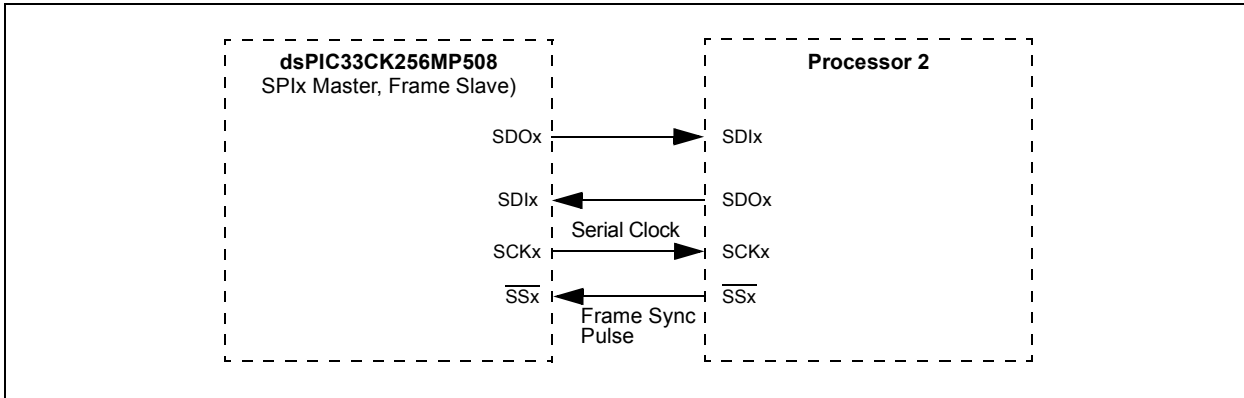 dsPIC33CK256MP508
SPIx Master, Frame Slave)
Processor 2
SDOx
SDIx
SDIx
SDOx
Serial Clock
SCKx
SCKx
SSx
SSx
Frame Sync
Pulse